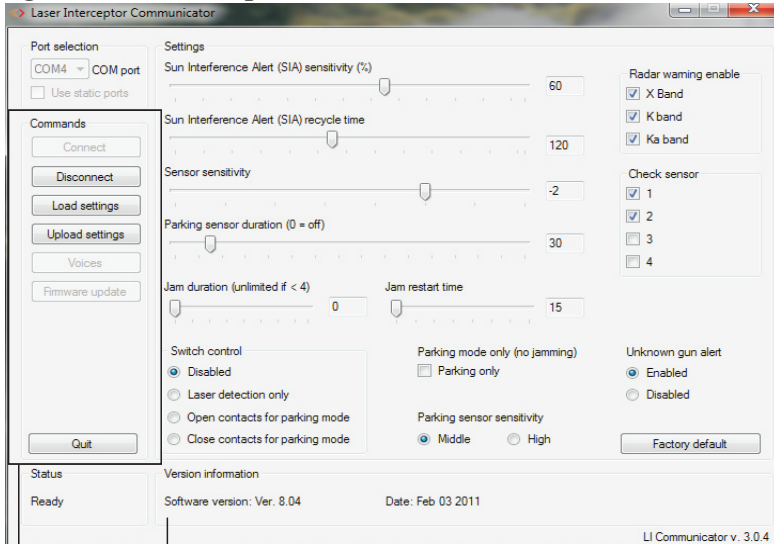 Laser Interceptor Communicator
Port selection
COM4 COM port
Use static ports
Commands
Connect
Disconnect
Load settings
Upload settings
Voices
Firmware update
Quit
Settings
Sun Interference Alert (SIA) sensitivity (%)
60
Sun Interference Alert (SIA) recycle time
120
Sensor sensitivity
-2
Parking sensor duration (0 = off)
30
Jam duration (unlimited if < 4)
0
Jam restart time
15
Radar warning enable
X Band
K band
Ka band
Check sensor
1
2
3
4
Switch control
Disabled
Laser detection only
Open contacts for parking mode
Close contacts for parking mode
Parking mode only (no jamming)
Parking only
Parking sensor sensitivity
Middle High
Unknown gun alert
Enabled
Disabled
Factory default
Status
Ready
Version information
Software version: Ver. 8.04 Date: Feb 03 2011
LI Communicator v. 3.0.4